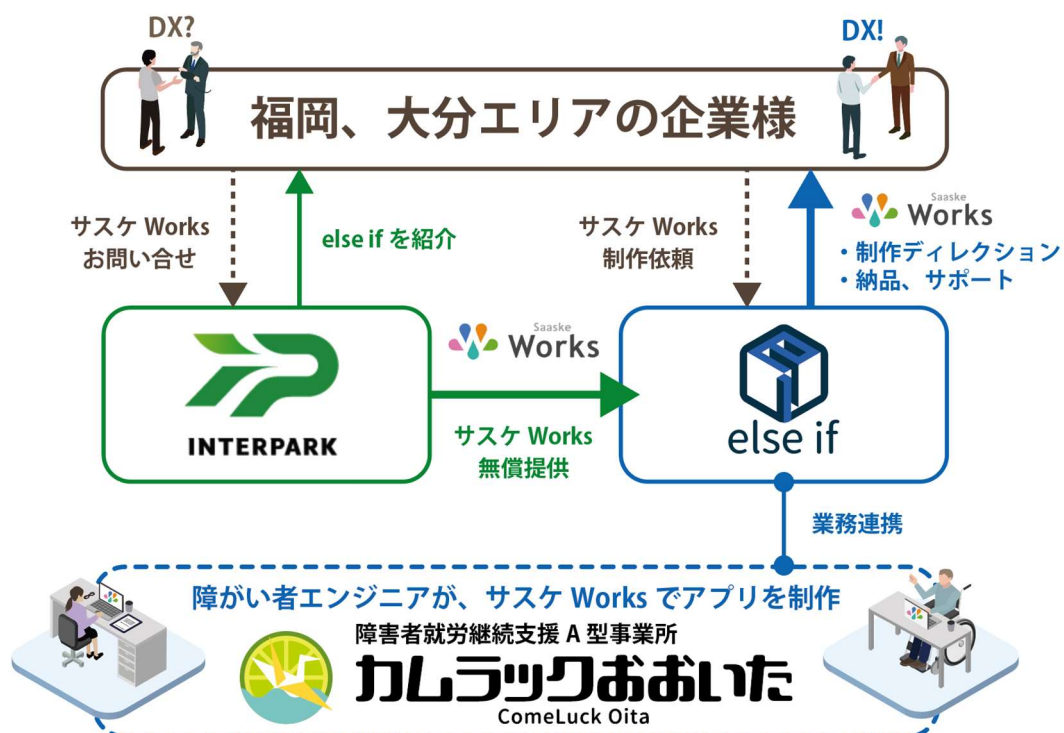 DX?
DX!
福岡、大分エリアの企業様
サスケ Works
お問い合せ
else if を紹介
サスケ Works
制作依頼
Saaske
Works
・制作ディレクション
・納品、サポート
INTERPARK
Saaske
Works
サスケ Works
無償提供
else if
業務連携
障がい者エンジニアが、サスケ Works でアプリを制作
障害者就労継続支援 A 型事業所
カムラックおおいた
ComeLuck Oita